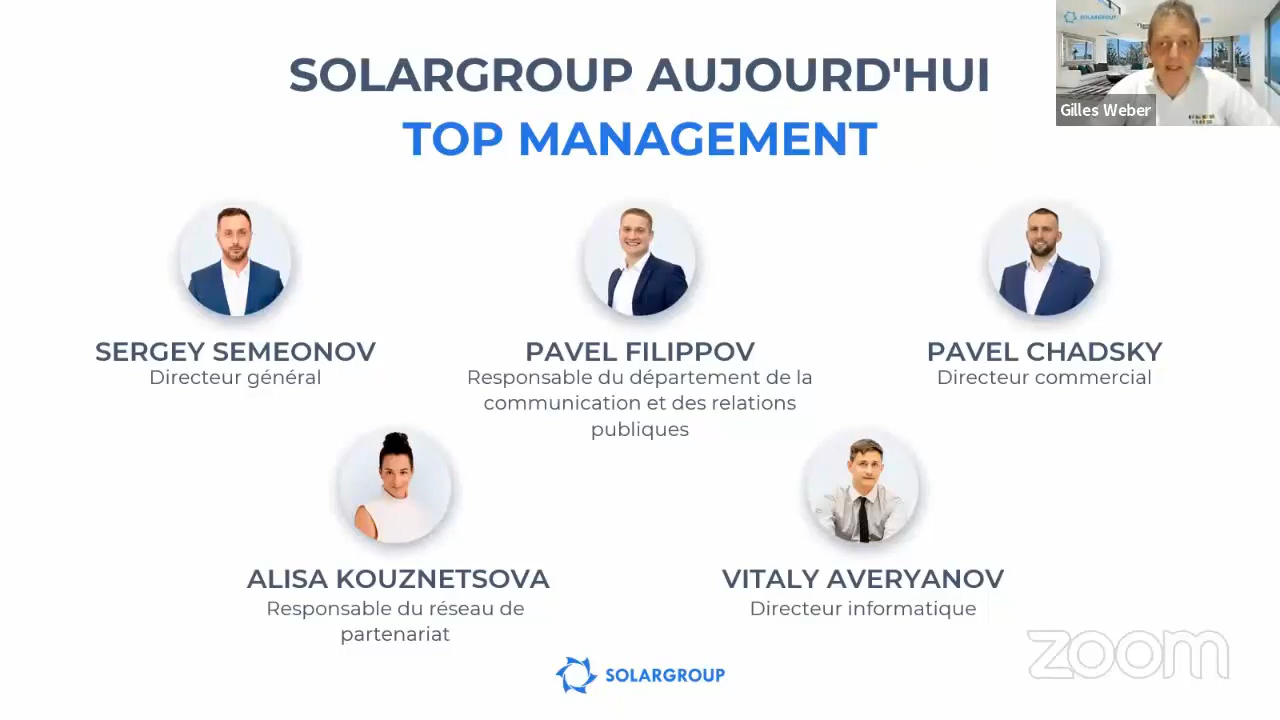 SOLARGROUP
Gilles Weber
SOLARGROUP AUJOURD'HUI
TOP MANAGEMENT
SERGEY SEMEONOV
Directeur général
PAVEL FILIPPOV
Responsable du département de la
communication et des relations
publiques
PAVEL CHADSKY
Directeur commercial
ALISA KOUZNETSOVA
Responsable du réseau de
partenariat
VITALY AVERYANOV
Directeur informatique
SOLARGROUP
zoom